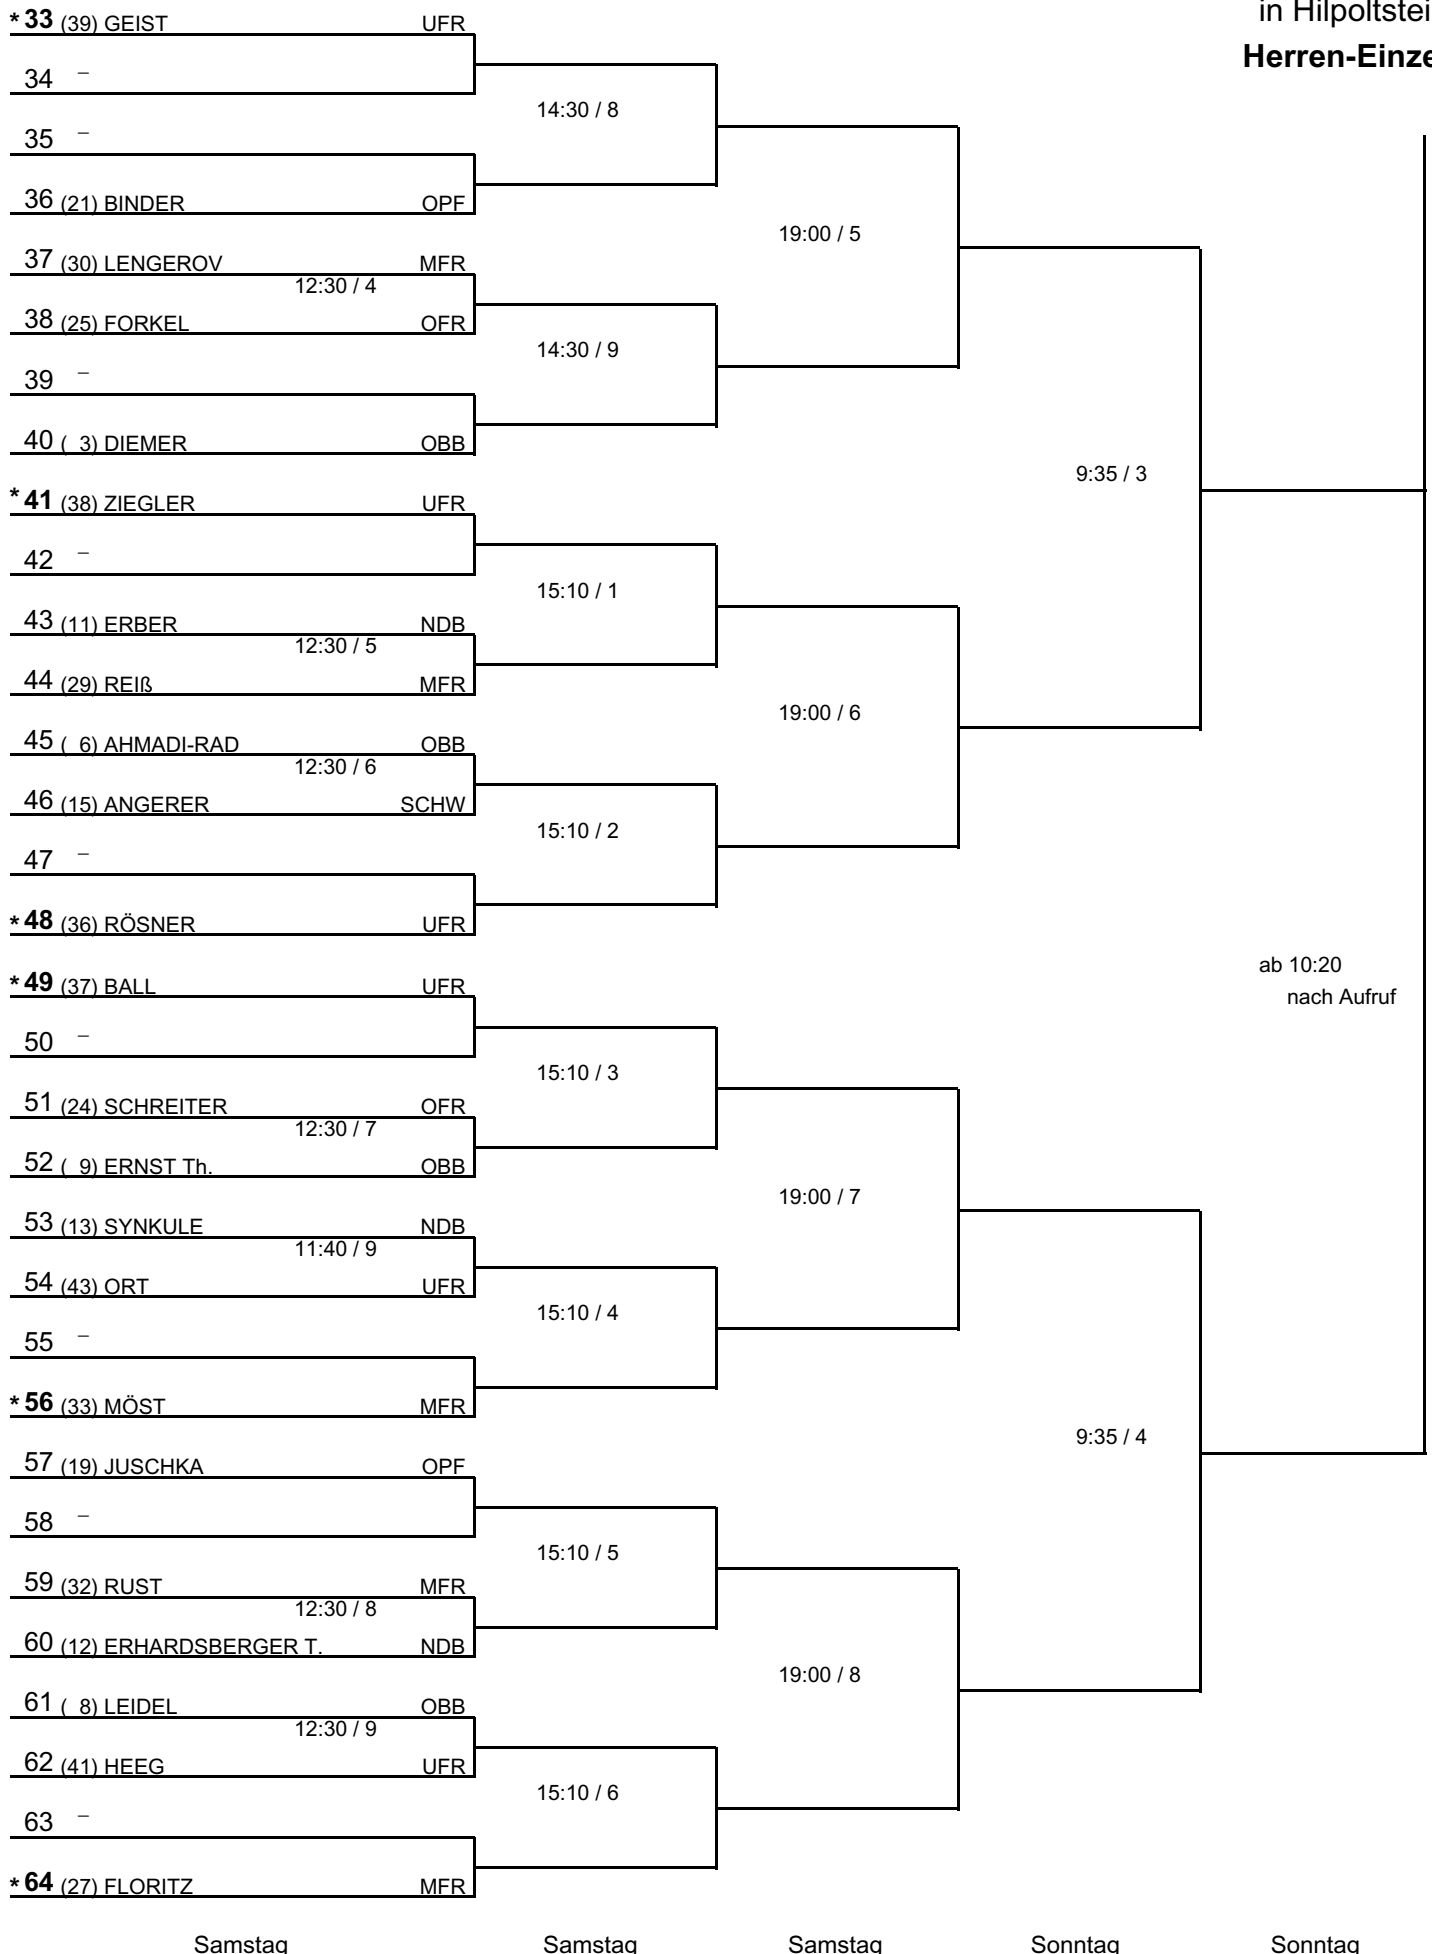 in Hilpoltstei
Herren-Einze
* 33 (39) GEIST UFR
34 –
14:30 / 8
35 –
36 (21) BINDER OPF
19:00 / 5
37 (30) LENGEROV MFR
12:30 / 4
38 (25) FORKEL OFR
14:30 / 9
39 –
40 ( 3) DIEMER OBB
9:35 / 3
* 41 (38) ZIEGLER UFR
42 –
15:10 / 1
43 (11) ERBER NDB
12:30 / 5
44 (29) REIß MFR
19:00 / 6
45 ( 6) AHMADI-RAD OBB
12:30 / 6
46 (15) ANGERER SCHW
15:10 / 2
47 –
* 48 (36) RÖSNER UFR
ab 10:20
nach Aufruf
* 49 (37) BALL UFR
50 –
15:10 / 3
51 (24) SCHREITER OFR
12:30 / 7
52 ( 9) ERNST Th. OBB
19:00 / 7
53 (13) SYNKULE NDB
11:40 / 9
54 (43) ORT UFR
15:10 / 4
55 –
* 56 (33) MÖST MFR
9:35 / 4
57 (19) JUSCHKA OPF
58 –
15:10 / 5
59 (32) RUST MFR
12:30 / 8
60 (12) ERHARDSBERGER T. NDB
19:00 / 8
61 ( 8) LEIDEL OBB
12:30 / 9
62 (41) HEEG UFR
15:10 / 6
63 –
* 64 (27) FLORITZ MFR
Samstag Samstag Samstag Sonntag Sonntag